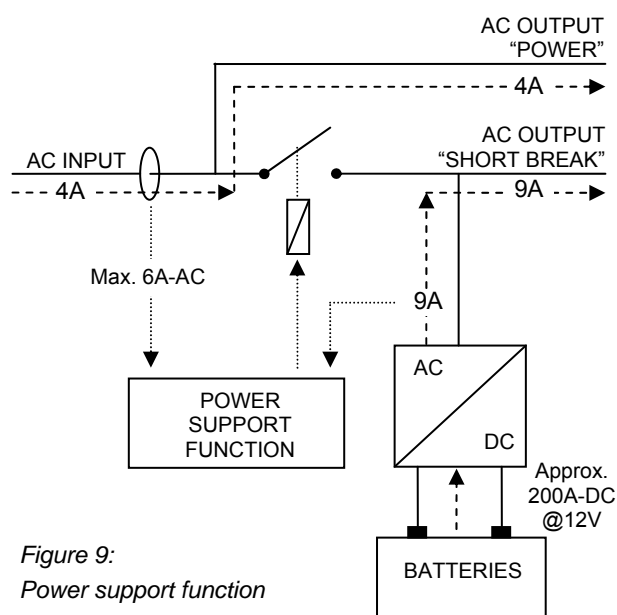 AC OUTPUT
“POWER”
4A
AC OUTPUT
“SHORT BREAK”
AC INPUT
4A
9A
Max. 6A-AC
9A
POWER
SUPPORT
FUNCTION
AC
DC
Approx.
200A-DC
@12V
BATTERIES
Figure 9:
Power support function